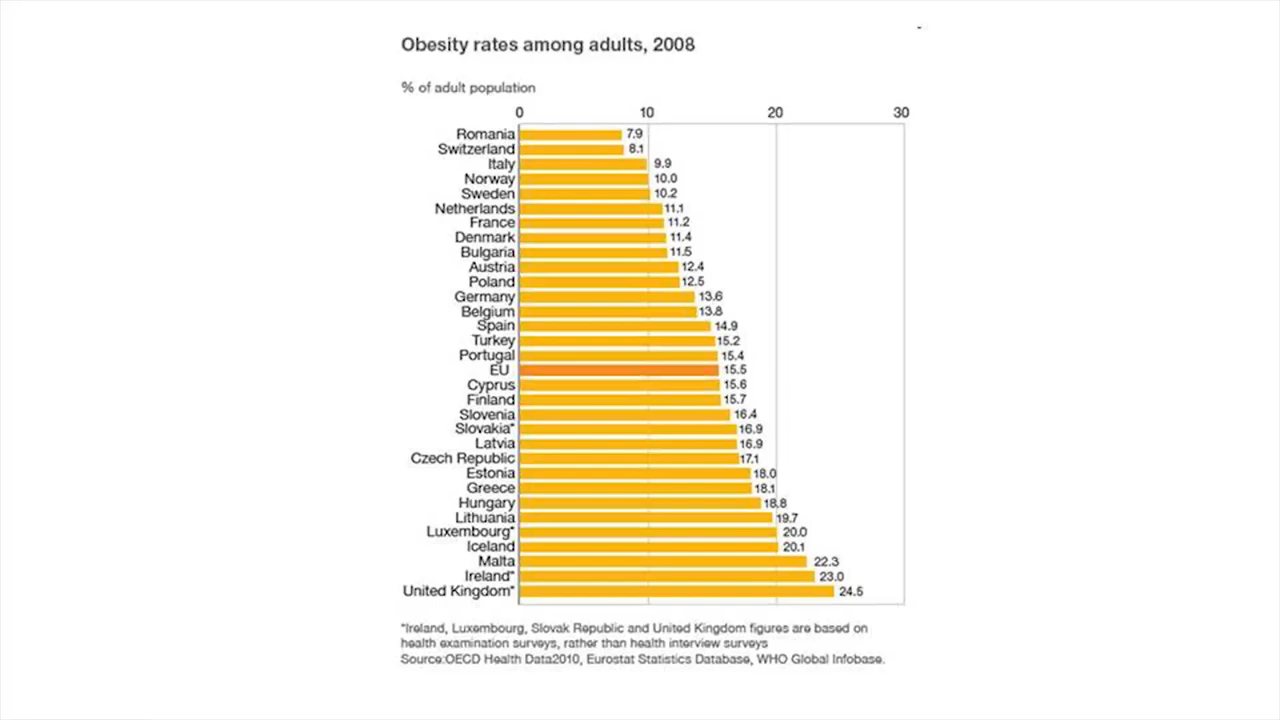 Obesity rates among adults, 2008
% of adult population
0 10 20 30
Romania 7.9
Switzerland 8.1
Italy 9.9
Norway 10.0
Sweden 10.2
Netherlands 11.1
France 11.2
Denmark 11.4
Bulgaria 11.5
Austria 12.4
Poland 12.5
Germany 13.6
Belgium 13.8
Spain 14.9
Turkey 15.2
Portugal 15.4
EU 15.5
Cyprus 15.6
Finland 15.7
Slovenia 16.4
Slovakia* 16.9
Latvia 16.9
Czech Republic 17.1
Estonia 18.0
Greece 18.1
Hungary 18.8
Lithuania 19.7
Luxembourg* 20.0
Iceland 20.1
Malta 22.3
Ireland* 23.0
United Kingdom* 24.5
*Ireland, Luxembourg, Slovak Republic and United Kingdom figures are based on
health examination surveys, rather than health interview surveys
Source:OECD Health Data2010, Eurostat Statistics Database, WHO Global Infobase.